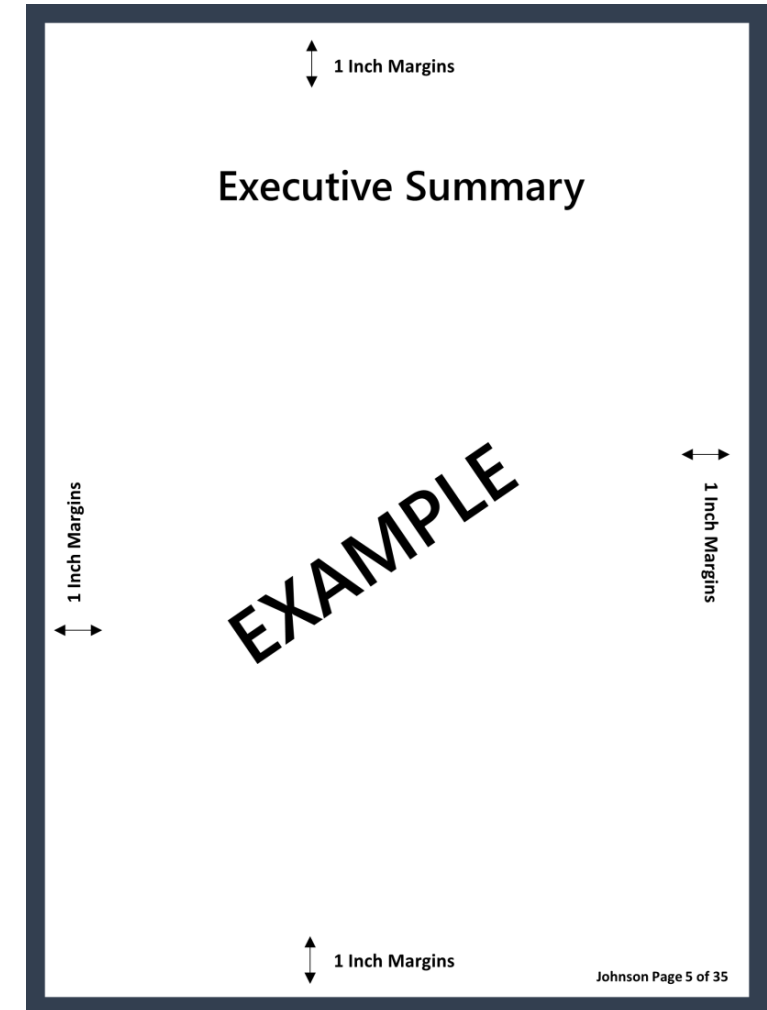 1 Inch Margins
Executive Summary
EXAMPLE
1 Inch Margins
1 Inch Margins
1 Inch Margins
Johnson Page 5 of 35